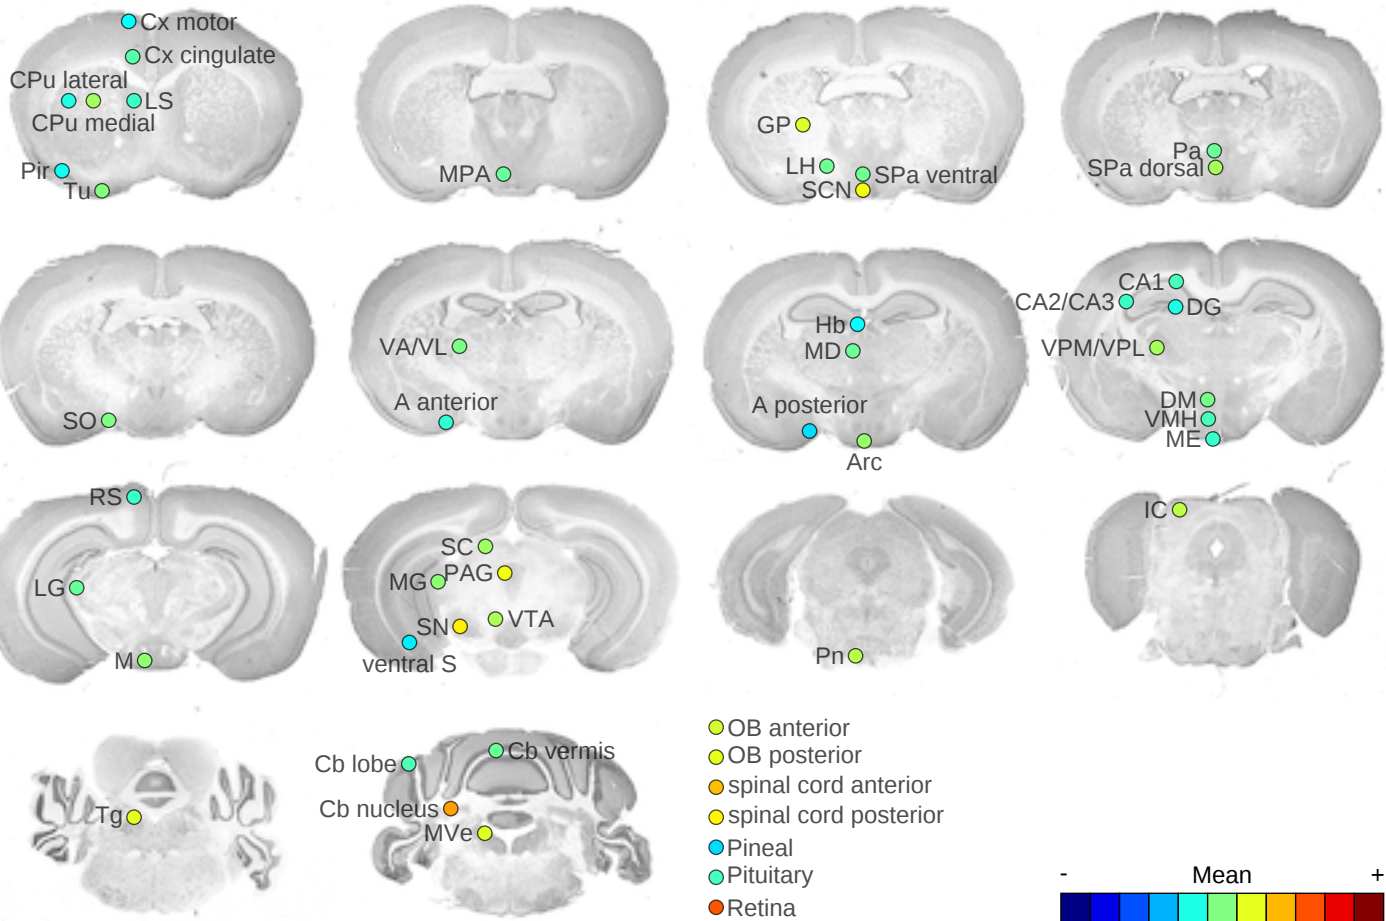 Cx motor
Cx cingulate
CPu lateral
LS
CPu medial
Pir
Tu
MPA
GP
LH
SPa ventral
SCN
Pa
SPa dorsal
SO
VA/VL
A anterior
Hb
MD
A posterior
Arc
CA1
CA2/CA3
DG
VPM/VPL
DM
VMH
ME
RS
LG
M
SC
PAG
MG
VTA
SN
ventral S
Pn
IC
Tg
Cb vermis
Cb lobe
Cb nucleus
MVe
OB anterior
OB posterior
spinal cord anterior
spinal cord posterior
Pineal
Pituitary
Retina
- Mean +